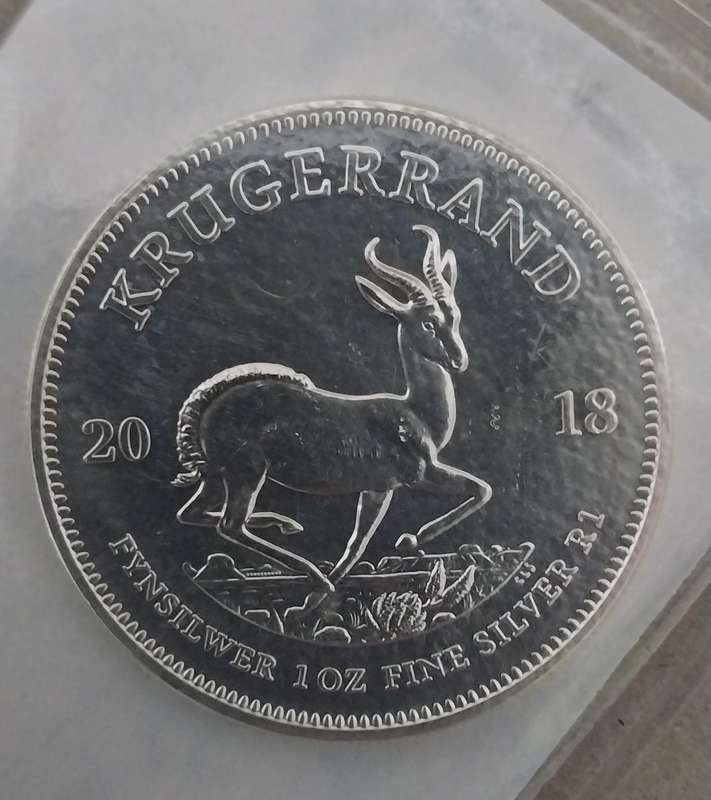 KRUGERRAND
20 18
FYNSILWER 1 OZ FINE SILVER R1